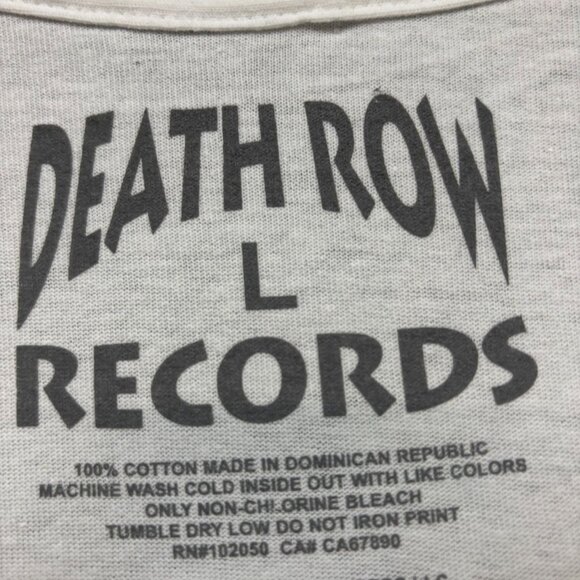 DEATH ROW
L
RECORDS
100% COTTON MADE IN DOMINICAN REPUBLIC
MACHINE WASH COLD INSIDE OUT WITH LIKE COLORS
ONLY NON-CHLORINE BLEACH
TUMBLE DRY LOW DO NOT IRON PRINT
RN#102050 CA# CA67890